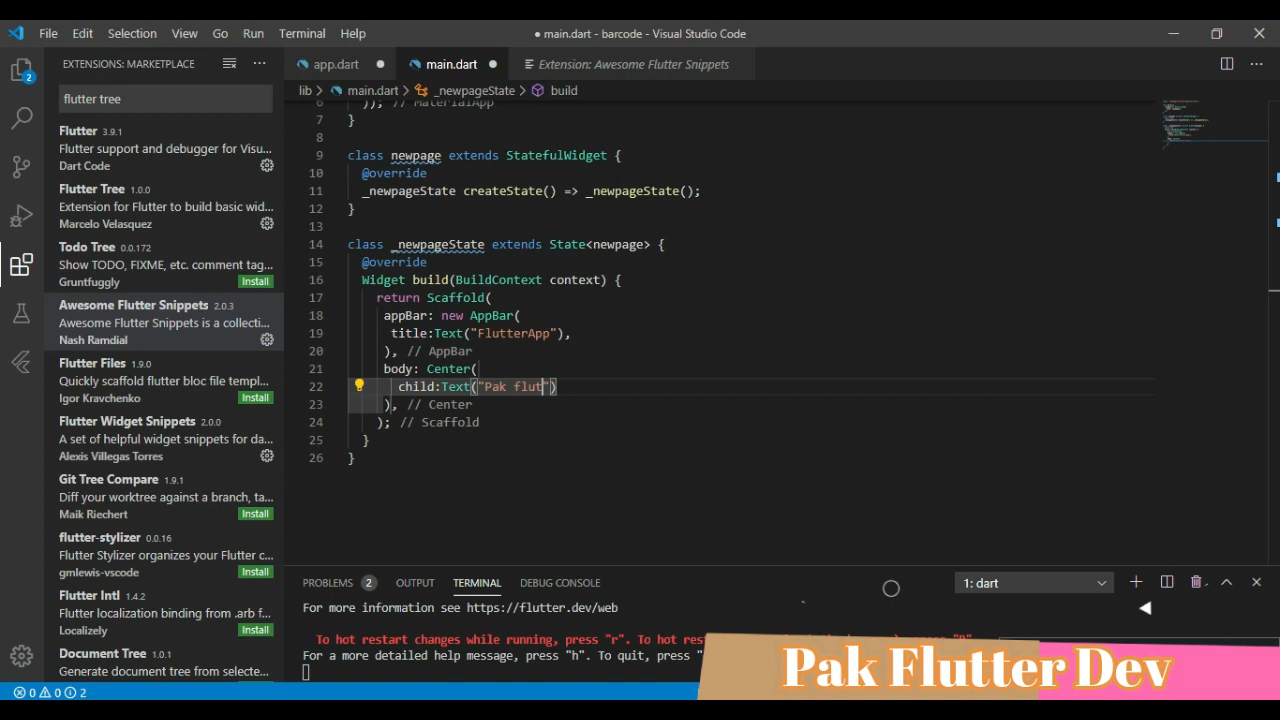 File Edit Selection View Go Run Terminal Help
● main.dart - barcode - Visual Studio Code
EXTENSIONS: MARKETPLACE
flutter tree
Flutter 3.9.1
Flutter support and debugger for Visu...
Dart Code
Flutter Tree 1.0.0
Extension for Flutter to build basic wid...
Marcelo Velasquez
Todo Tree 0.0.172
Show TODO, FIXME, etc. comment tag...
Gruntfuggly Install
Awesome Flutter Snippets 2.0.3
Awesome Flutter Snippets is a collecti...
Nash Ramdial
Flutter Files 1.9.0
Quickly scaffold flutter bloc file templ...
Igor Kravchenko Install
Flutter Widget Snippets 2.0.0
A set of helpful widget snippets for da...
Alexis Villegas Torres
Git Tree Compare 1.9.1
Diff your worktree against a branch, ta...
Maik Riechert Install
flutter-stylizer 0.0.16
Flutter Stylizer organizes your Flutter c...
gmlewis-vscode Install
Flutter Intl 1.4.2
Flutter localization binding from .arb f...
Localizely Install
Document Tree 1.0.1
Generate document tree from selecte...
2
app.dart ● main.dart ● Extension: Awesome Flutter Snippets
lib > main.dart > _newpageState > build
6 )); // MaterialApp
7 }
8
9 class newpage extends StatefulWidget {
10 @override
11 _newpageState createState() => _newpageState();
12 }
13
14 class _newpageState extends State<newpage> {
15 @override
16 Widget build(BuildContext context) {
17 return Scaffold(
18 appBar: new AppBar(
19 title:Text("FlutterApp"),
20 ), // AppBar
21 body: Center(
22 child:Text("Pak flut")
23 ), // Center
24 ); // Scaffold
25 }
26 }
PROBLEMS 2 OUTPUT TERMINAL DEBUG CONSOLE 1: dart
For more information see https://flutter.dev/web
To hot restart changes while running, press "r". To hot res
For a more detailed help message, press "h". To quit, press "
Pak Flutter Dev
0 0 2